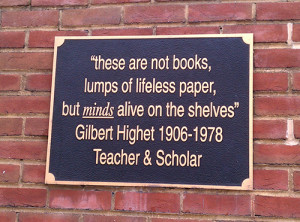 "these are not books,
lumps of lifeless paper,
but minds alive on the shelves"
Gilbert Highet 1906-1978
Teacher & Scholar